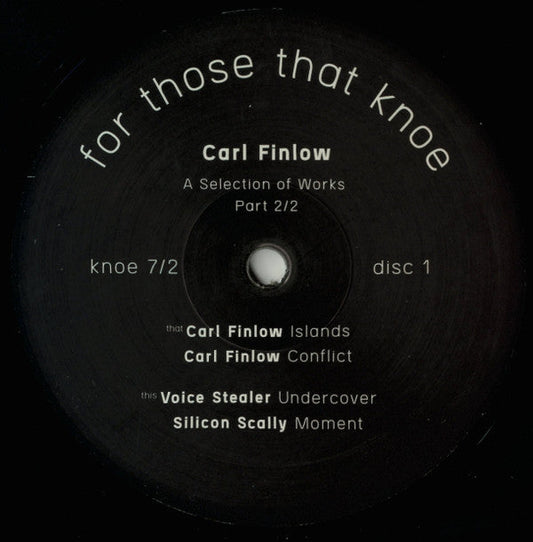 for those that knoe
Carl Finlow
A Selection of Works
Part 2/2
knoe 7/2
disc 1
that Carl Finlow Islands
Carl Finlow Conflict
this Voice Stealer Undercover
Silicon Scally Moment